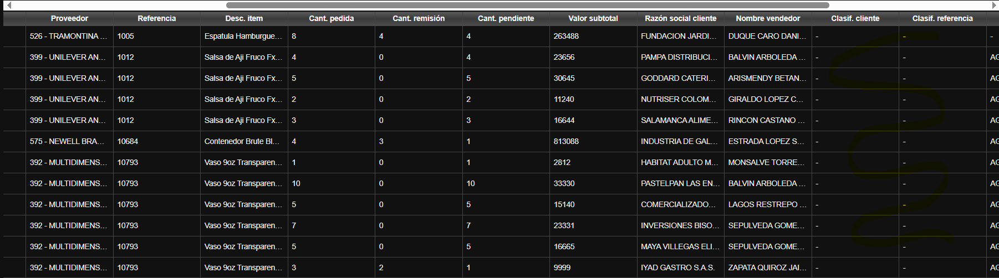 Proveedor Referencia Desc. item Cant. pedida Cant. remisión Cant. pendiente Valor subtotal Razón social cliente Nombre vendedor Clasif. cliente Clasif. referencia
526 - TRAMONTINA ... 1005 Espatula Hamburgue... 8 4 4 263488 FUNDACION JARDI... DUQUE CARO DANI... - - -
399 - UNILEVER AN... 1012 Salsa de Aji Fruco Fx... 4 0 4 23656 PAMPA DISTRIBUCI... BALVIN ARBOLEDA ... - - AG
399 - UNILEVER AN... 1012 Salsa de Aji Fruco Fx... 5 0 5 30645 GODDARD CATERI... ARISMENDY BETAN... - - AG
399 - UNILEVER AN... 1012 Salsa de Aji Fruco Fx... 2 0 2 11240 NUTRISER COLOM... GIRALDO LOPEZ C... - - AG
399 - UNILEVER AN... 1012 Salsa de Aji Fruco Fx... 3 0 3 16644 SALAMANCA ALIME... RINCON CASTANO ... - - AG
575 - NEWELL BRA... 10684 Contenedor Brute Bl... 4 3 1 813088 INDUSTRIA DE GAL... ESTRADA LOPEZ S... - - AG
392 - MULTIDIMENS... 10793 Vaso 9oz Transparen... 1 0 1 2812 HABITAT ADULTO M... MONSALVE TORRE... - - AG
392 - MULTIDIMENS... 10793 Vaso 9oz Transparen... 10 0 10 33330 PASTELPAN LAS EN... BALVIN ARBOLEDA ... - - AG
392 - MULTIDIMENS... 10793 Vaso 9oz Transparen... 5 0 5 15140 COMERCIALIZADO... LAGOS RESTREPO ... - - AG
392 - MULTIDIMENS... 10793 Vaso 9oz Transparen... 7 0 7 23331 INVERSIONES BISO... SEPULVEDA GOME... - - AG
392 - MULTIDIMENS... 10793 Vaso 9oz Transparen... 5 0 5 16665 MAYA VILLEGAS ELI... SEPULVEDA GOME... - - AG
392 - MULTIDIMENS... 10793 Vaso 9oz Transparen... 3 2 1 9999 IYAD GASTRO S.A.S. ZAPATA QUIROZ JAI... - - AG